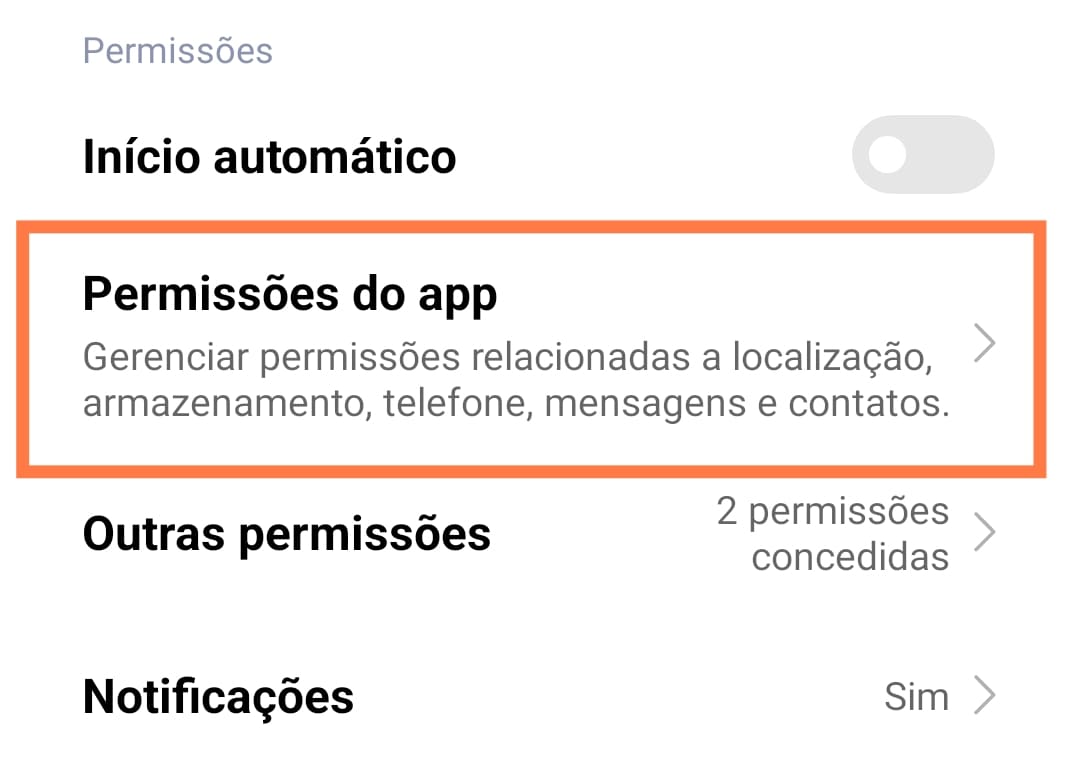 Permissões
Início automático
Permissões do app
Gerenciar permissões relacionadas a localização,
armazenamento, telefone, mensagens e contatos.
Outras permissões
2 permissões
concedidas
Notificações
Sim